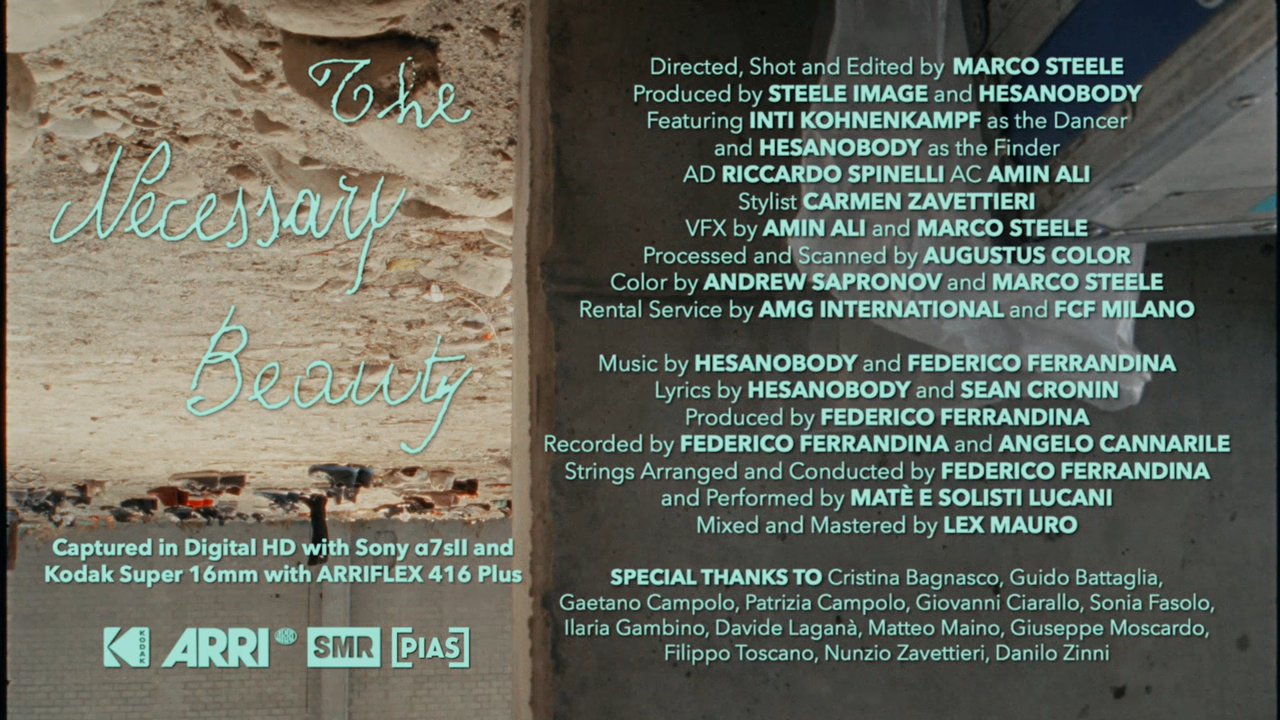 The
Necessary
Beauty
Captured in Digital HD with Sony α7sII and
Kodak Super 16mm with ARRIFLEX 416 Plus
KODAK ARRI SMR [PIAS]
Directed, Shot and Edited by MARCO STEELE
Produced by STEELE IMAGE and HESANOBODY
Featuring INTI KOHNENKAMPF as the Dancer
and HESANOBODY as the Finder
AD RICCARDO SPINELLI AC AMIN ALI
Stylist CARMEN ZAVETTIERI
VFX by AMIN ALI and MARCO STEELE
Processed and Scanned by AUGUSTUS COLOR
Color by ANDREW SAPRONOV and MARCO STEELE
Rental Service by AMG INTERNATIONAL and FCF MILANO
Music by HESANOBODY and FEDERICO FERRANDINA
Lyrics by HESANOBODY and SEAN CRONIN
Produced by FEDERICO FERRANDINA
Recorded by FEDERICO FERRANDINA and ANGELO CANNARILE
Strings Arranged and Conducted by FEDERICO FERRANDINA
and Performed by MATÈ E SOLISTI LUCANI
Mixed and Mastered by LEX MAURO
SPECIAL THANKS TO Cristina Bagnasco, Guido Battaglia,
Gaetano Campolo, Patrizia Campolo, Giovanni Ciarallo, Sonia Fasolo,
Ilaria Gambino, Davide Laganà, Matteo Maino, Giuseppe Moscardo,
Filippo Toscano, Nunzio Zavettieri, Danilo Zinni